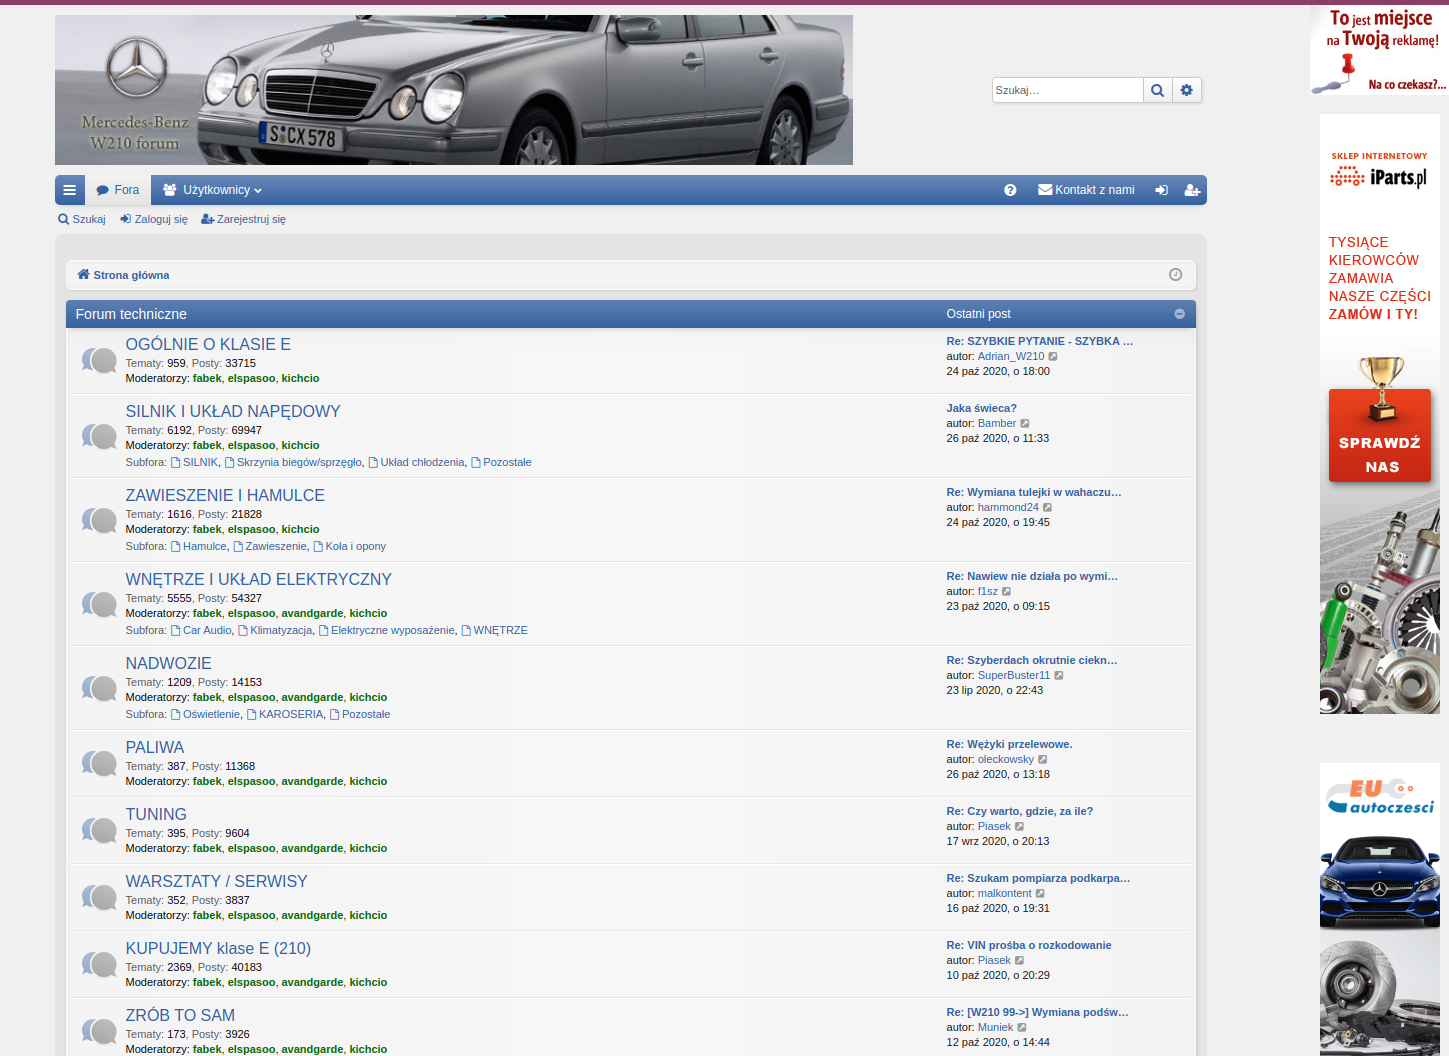 Mercedes-Benz
W210 forum
S CX 578
Szukaj…
To jest miejsce
na Twoją reklamę!
Na co czekasz?...
Fora
Użytkownicy
Kontakt z nami
Szukaj
Zaloguj się
Zarejestruj się
Strona główna
Forum techniczne
Ostatni post
OGÓLNIE O KLASIE E
Tematy: 959, Posty: 33715
Moderatorzy: fabek, elspasoo, kichcio
Re: SZYBKIE PYTANIE - SZYBKA …
autor: Adrian_W210
24 paź 2020, o 18:00
SILNIK I UKŁAD NAPĘDOWY
Tematy: 6192, Posty: 69947
Moderatorzy: fabek, elspasoo, kichcio
Subfora: SILNIK, Skrzynia biegów/sprzęgło, Układ chłodzenia, Pozostałe
Jaka świeca?
autor: Bamber
26 paź 2020, o 11:33
ZAWIESZENIE I HAMULCE
Tematy: 1616, Posty: 21828
Moderatorzy: fabek, elspasoo, kichcio
Subfora: Hamulce, Zawieszenie, Koła i opony
Re: Wymiana tulejki w wahaczu…
autor: hammond24
24 paź 2020, o 19:45
WNĘTRZE I UKŁAD ELEKTRYCZNY
Tematy: 5555, Posty: 54327
Moderatorzy: fabek, elspasoo, avandgarde, kichcio
Subfora: Car Audio, Klimatyzacja, Elektryczne wyposażenie, WNĘTRZE
Re: Nawiew nie działa po wymi…
autor: f1sz
23 paź 2020, o 09:15
NADWOZIE
Tematy: 1209, Posty: 14153
Moderatorzy: fabek, elspasoo, avandgarde, kichcio
Subfora: Oświetlenie, KAROSERIA, Pozostałe
Re: Szyberdach okrutnie ciekn…
autor: SuperBuster11
23 lip 2020, o 22:43
PALIWA
Tematy: 387, Posty: 11368
Moderatorzy: fabek, elspasoo, avandgarde, kichcio
Re: Wężyki przelewowe.
autor: oleckowsky
26 paź 2020, o 13:18
TUNING
Tematy: 395, Posty: 9604
Moderatorzy: fabek, elspasoo, avandgarde, kichcio
Re: Czy warto, gdzie, za ile?
autor: Piasek
17 wrz 2020, o 20:13
WARSZTATY / SERWISY
Tematy: 352, Posty: 3837
Moderatorzy: fabek, elspasoo, avandgarde, kichcio
Re: Szukam pompiarza podkarpa…
autor: malkontent
16 paź 2020, o 19:31
KUPUJEMY klase E (210)
Tematy: 2369, Posty: 40183
Moderatorzy: fabek, elspasoo, avandgarde, kichcio
Re: VIN prośba o rozkodowanie
autor: Piasek
10 paź 2020, o 20:29
ZRÓB TO SAM
Tematy: 173, Posty: 3926
Moderatorzy: fabek, elspasoo, avandgarde, kichcio
Re: [W210 99->] Wymiana podśw…
autor: Muniek
12 paź 2020, o 14:44
SKLEP INTERNETOWY
iParts.pl
TYSIĄCE
KIEROWCÓW
ZAMAWIA
NASZE CZĘŚCI
ZAMÓW I TY!
SPRAWDŹ
NAS
EU
autoczesci